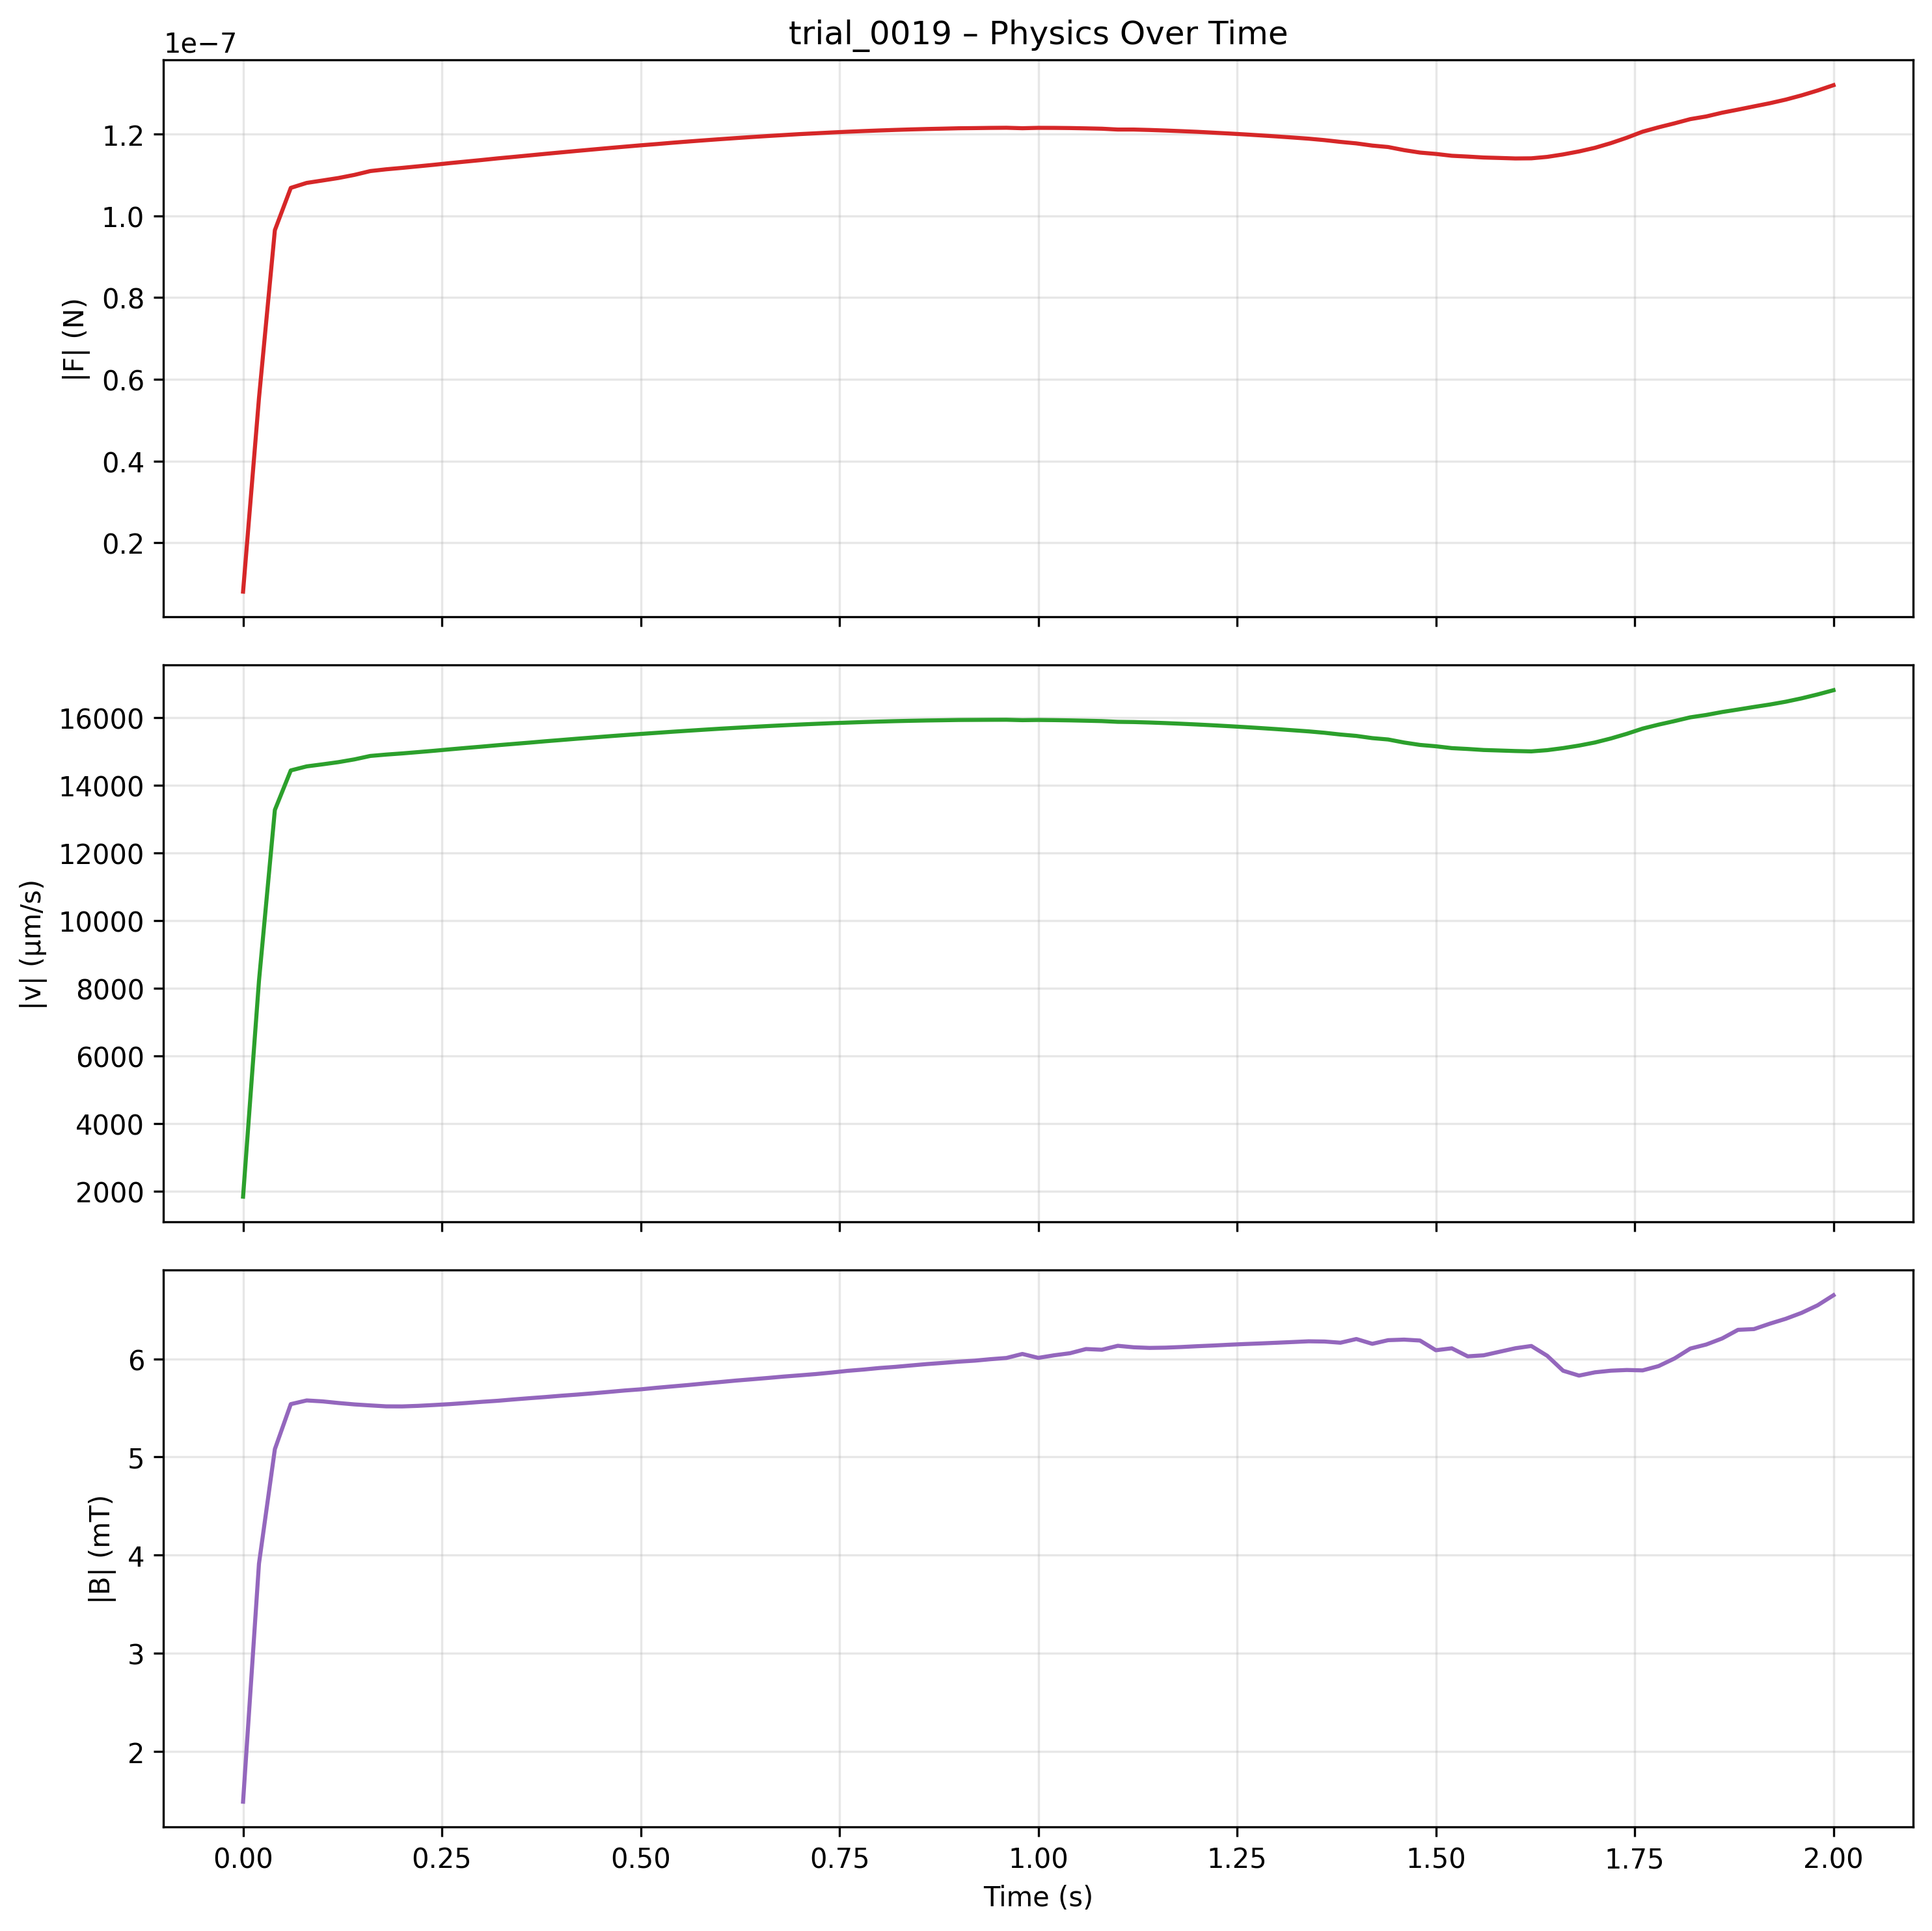 trial_0019 – Physics Over Time
1e−7
1.2
1.0
0.8
0.6
0.4
0.2
|F| (N)
16000
14000
12000
10000
8000
6000
4000
2000
|v| (µm/s)
6
5
4
3
2
|B| (mT)
0.00 0.25 0.50 0.75 1.00 1.25 1.50 1.75 2.00
Time (s)